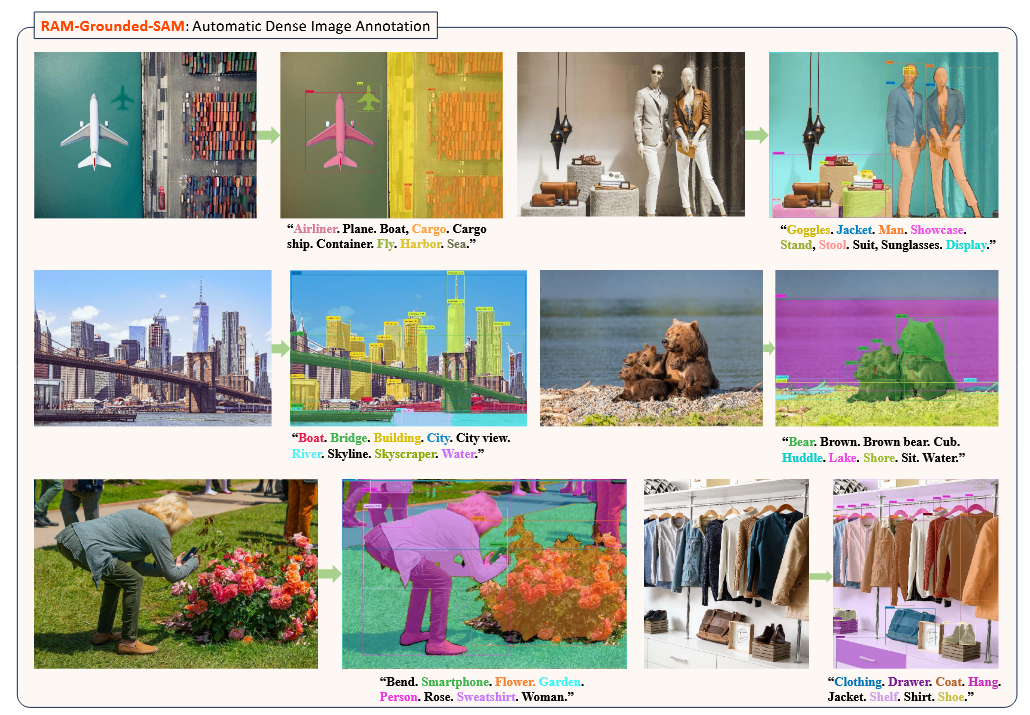 RAM-Grounded-SAM: Automatic Dense Image Annotation
“Airliner. Plane. Boat, Cargo. Cargo
ship. Container. Fly. Harbor. Sea.”
“Goggles. Jacket. Man. Showcase.
Stand, Stool. Suit, Sunglasses. Display.”
“Boat. Bridge. Building. City. City view.
River. Skyline. Skyscraper. Water.”
“Bear. Brown. Brown bear. Cub.
Huddle. Lake. Shore. Sit. Water.”
“Bend. Smartphone. Flower. Garden.
Person. Rose. Sweatshirt. Woman.”
“Clothing. Drawer. Coat. Hang.
Jacket. Shelf. Shirt. Shoe.”